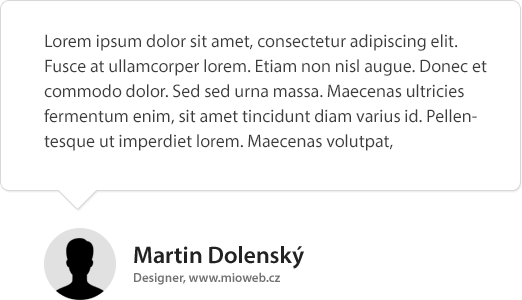 Lorem ipsum dolor sit amet, consectetur adipiscing elit.
Fusce at ullamcorper lorem. Etiam non nisl augue. Donec et
commodo dolor. Sed sed urna massa. Maecenas ultricies
fermentum enim, sit amet tincidunt diam varius id. Pellen-
tesque ut imperdiet lorem. Maecenas volutpat,
Martin Dolenský
Designer, www.mioweb.cz